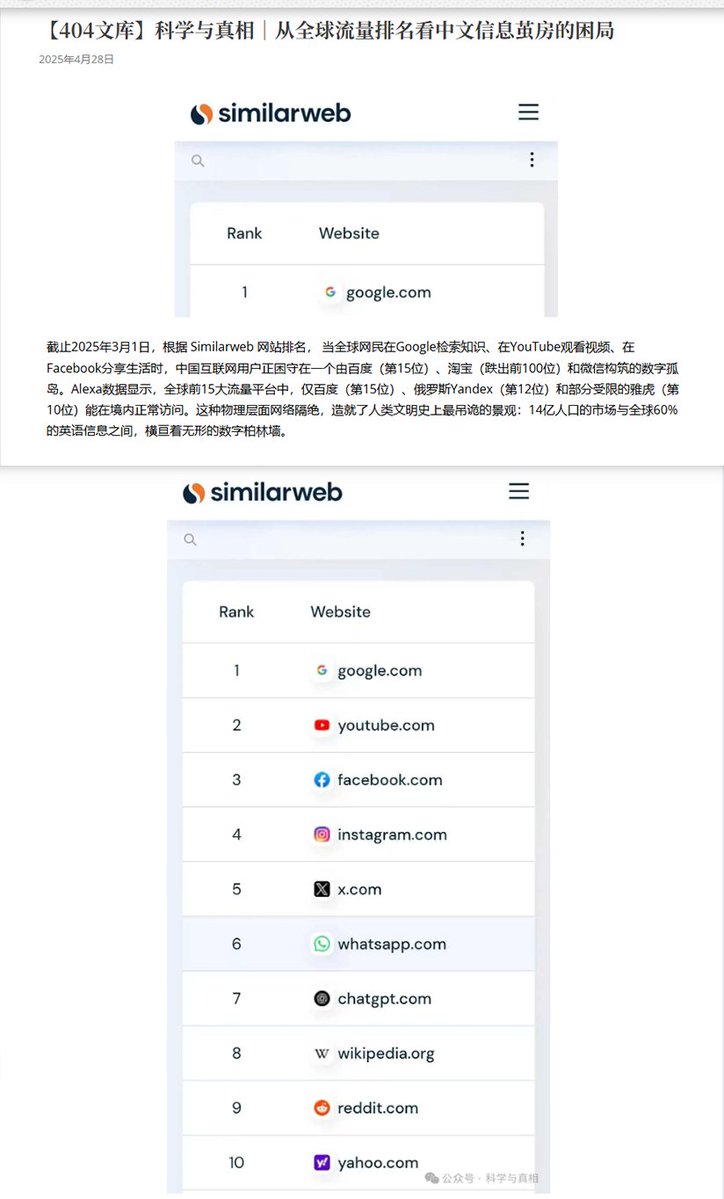 【404文库】科学与真相｜从全球流量排名看中文信息茧房的困局
2025年4月28日
similarweb
Rank Website
1 google.com
截止2025年3月1日，根据 Similarweb 网站排名， 当全球网民在Google检索知识、在YouTube观看视频、在
Facebook分享生活时，中国互联网用户正困守在一个由百度（第15位）、淘宝（跌出前100位）和微信构筑的数字孤
岛。Alexa数据显示，全球前15大流量平台中，仅百度（第15位）、俄罗斯Yandex（第12位）和部分受限的雅虎（第
10位）能在境内正常访问。这种物理层面网络隔绝，造就了人类文明史上最吊诡的景观：14亿人口的市场与全球60%
的英语信息之间，横亘着无形的数字柏林墙。
similarweb
Rank Website
1 google.com
2 youtube.com
3 facebook.com
4 instagram.com
5 x.com
6 whatsapp.com
7 chatgpt.com
8 wikipedia.org
9 reddit.com
10 yahoo.com
公众号 · 科学与真相